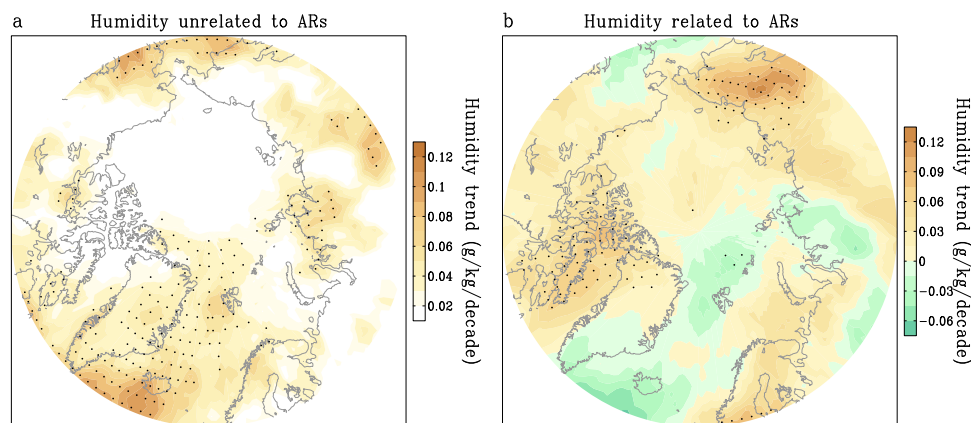 a
Humidity unrelated to ARs
0.12
0.1
0.08
0.06
0.04
0.02
Humidity trend (g/kg/decade)
b
Humidity related to ARs
0.12
0.09
0.06
0.03
0
−0.03
−0.06
Humidity trend (g/kg/decade)